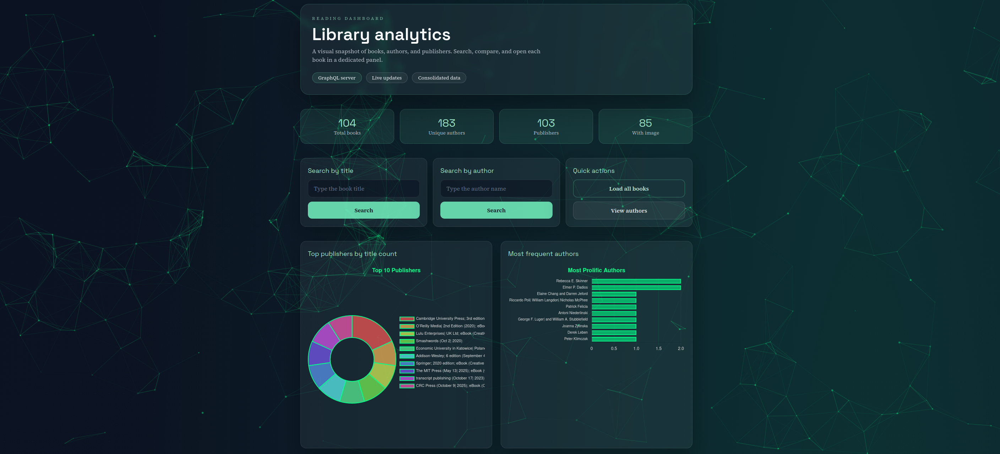 READING DASHBOARD
Library analytics
A visual snapshot of books, authors, and publishers. Search, compare, and open each
book in a dedicated panel.
GraphQL server
Live updates
Consolidated data
104
Total books
183
Unique authors
103
Publishers
85
With image
Search by title
Type the book title
Search
Search by author
Type the author name
Search
Quick actions
Load all books
View authors
Top publishers by title count
Top 10 Publishers
Cambridge University Press; 3rd edition
O'Reilly Media| 2nd Edition (2020); eBo
Lulu Enterprises| UK Ltd; eBook (Creativ
Smashwords (Oct 2| 2020)
Economic University in Katowice| Polan
Addison-Wesley; 6 edition (September 4
Springer; 2020 edition; eBook (Creative
The MIT Press (May 13| 2025); eBook (
transcript publishing (October 17| 2023)
CRC Press (October 9| 2025); eBook (C
Most frequent authors
Most Prolific Authors
Rebecca E. Skinner
Elmer P. Dadios
Elaine Chang and Darren Jeford
Riccardo Poli| William Langdon| Nicholas McPhee
Patrick Felicia
Antoni Niederlinski
George F. Luger| and William A. Stubblefield
Joanna Zylinska
Derek Leben
Peter Klimczak
0 0.5 1.0 1.5 2.0